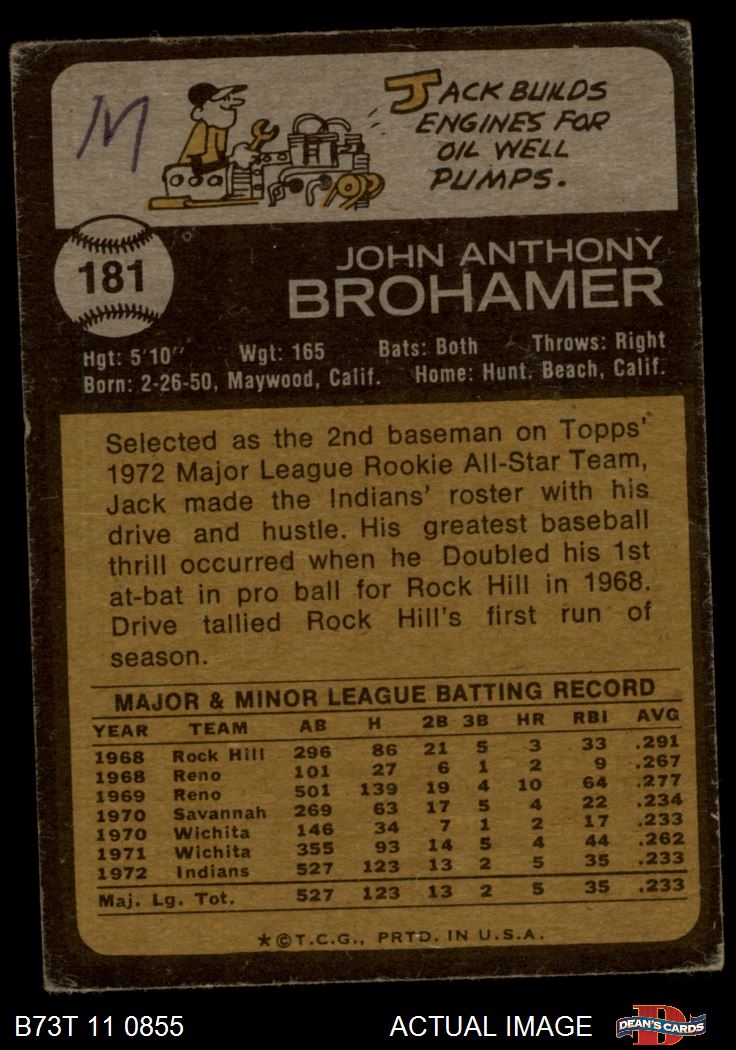 M
JACK BUILDS
ENGINES FOR
OIL WELL
PUMPS.
181
JOHN ANTHONY
BROHAMER
Hgt: 5'10" Wgt: 165 Bats: Both Throws: Right
Born: 2-26-50, Maywood, Calif. Home: Hunt. Beach, Calif.
Selected as the 2nd baseman on Topps'
1972 Major League Rookie All-Star Team,
Jack made the Indians' roster with his
drive and hustle. His greatest baseball
thrill occurred when he Doubled his 1st
at-bat in pro ball for Rock Hill in 1968.
Drive tallied Rock Hill's first run of
season.
MAJOR & MINOR LEAGUE BATTING RECORD
YEAR TEAM AB H 2B 3B HR RBI AVG
1968 Rock Hill 296 86 21 5 3 33 .291
1968 Reno 101 27 6 1 2 9 .267
1969 Reno 501 139 19 4 10 64 .277
1970 Savannah 269 63 17 5 4 22 .234
1970 Wichita 146 34 7 1 2 17 .233
1971 Wichita 355 93 14 5 4 44 .262
1972 Indians 527 123 13 2 5 35 .233
Maj. Lg. Tot. 527 123 13 2 5 35 .233
★©T.C.G., PRTD. IN U.S.A.
B73T 11 0855 ACTUAL IMAGE
D
DEAN'S CARDS